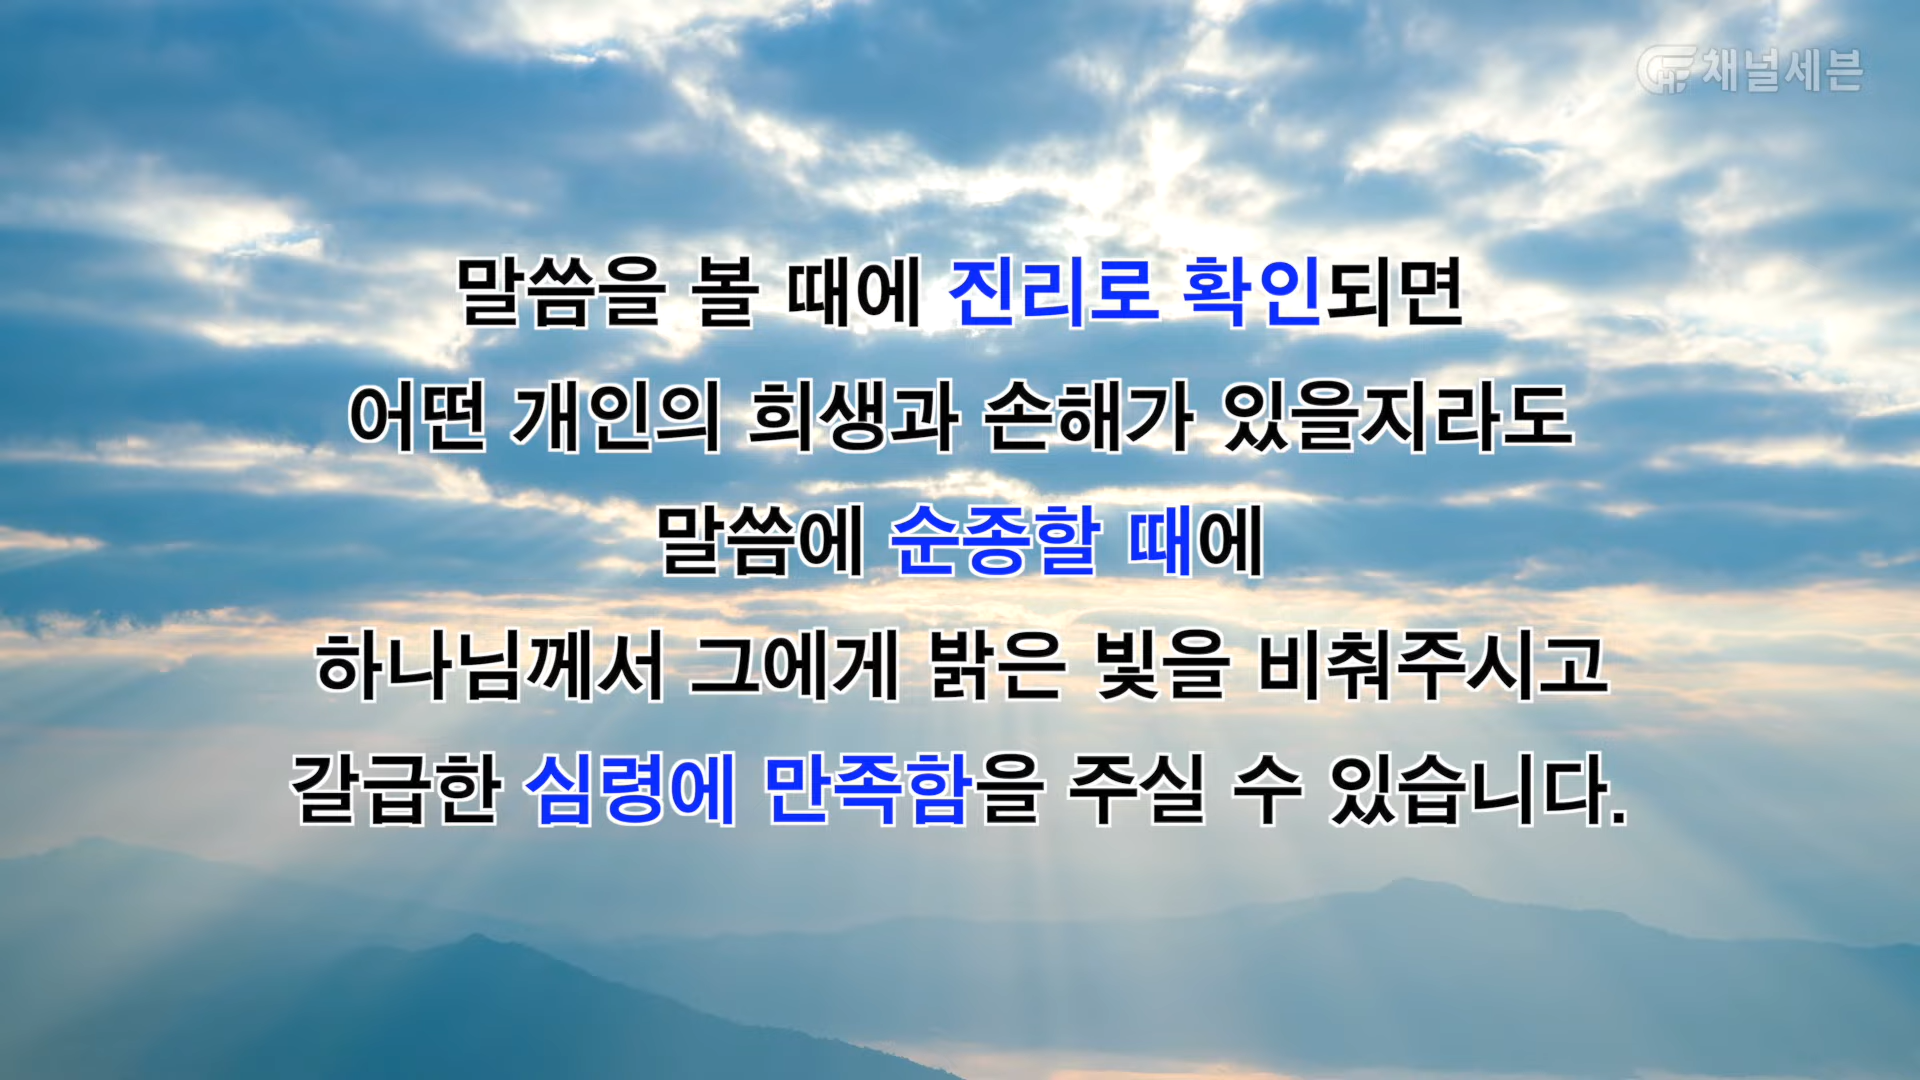 채널세븐
말씀을 볼 때에 진리로 확인되면
어떤 개인의 희생과 손해가 있을지라도
말씀에 순종할 때에
하나님께서 그에게 밝은 빛을 비춰주시고
갈급한 심령에 만족함을 주실 수 있습니다.